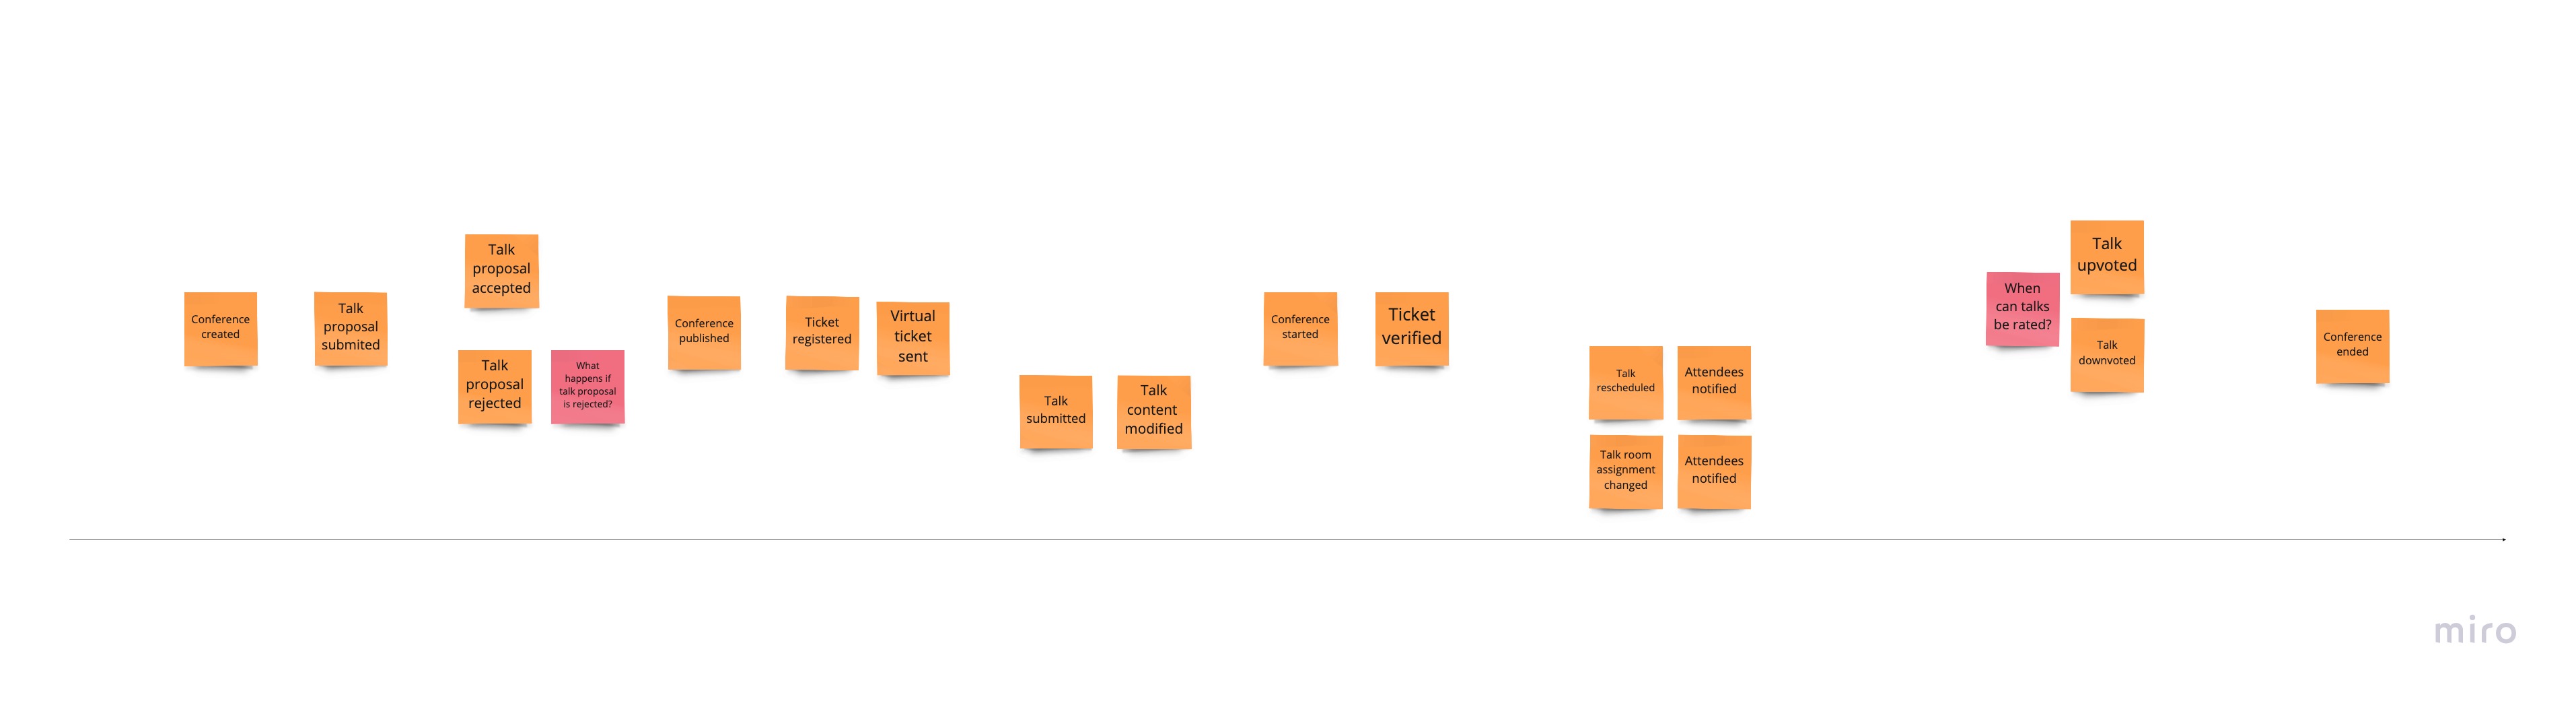 Conference
created
Talk
proposal
submited
Talk
proposal
accepted
Talk
proposal
rejected
What
happens if
talk proposal
is rejected?
Conference
published
Ticket
registered
Virtual
ticket
sent
Talk
submitted
Talk
content
modified
Conference
started
Ticket
verified
Talk
rescheduled
Attendees
notified
Talk room
assignment
changed
Attendees
notified
When
can talks
be rated?
Talk
upvoted
Talk
downvoted
Conference
ended
miro